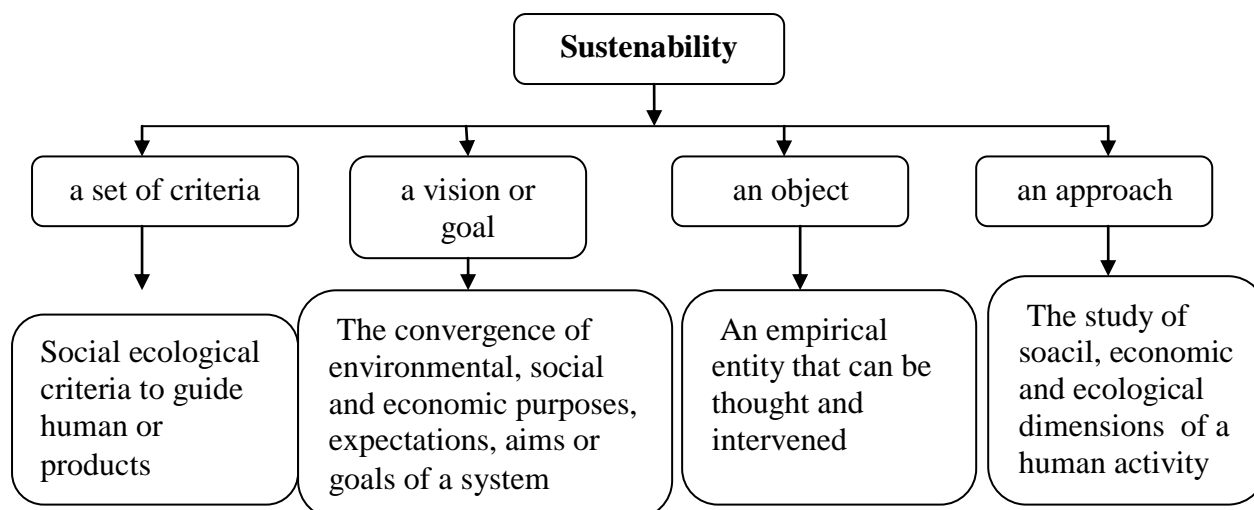 Sustenability
a set of criteria
a vision or
goal
an object
an approach
Social ecological
criteria to guide
human or
products
The convergence of
environmental, social
and economic purposes,
expectations, aims or
goals of a system
An empirical
entity that can be
thought and
intervened
The study of
soacil, economic
and ecological
dimensions of a
human activity